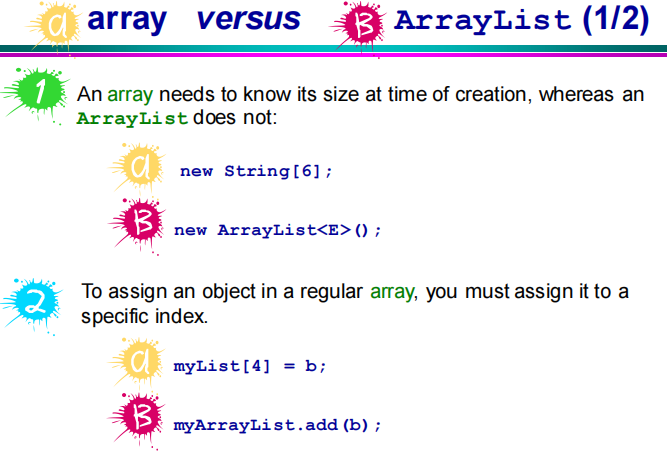 a array versus B ArrayList (1/2)
1 An array needs to know its size at time of creation, whereas an
ArrayList does not:
a new String[6];
B new ArrayList<E>();
2 To assign an object in a regular array, you must assign it to a
specific index.
a myList[4] = b;
B myArrayList.add(b);